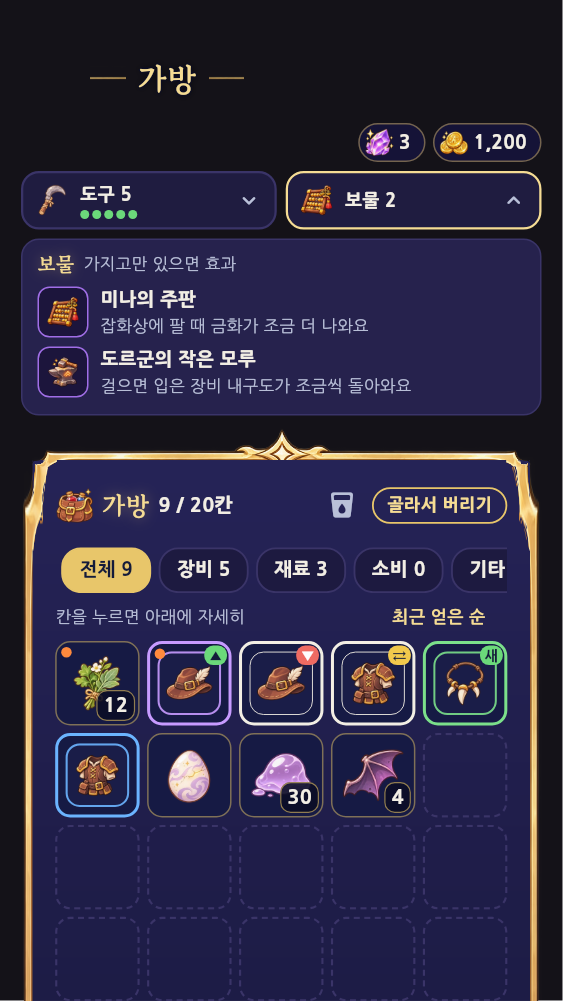 가방
3
1,200
도구 5
보물 2
보물 가지고만 있으면 효과
미나의 주판
잡화상에 팔 때 금화가 조금 더 나와요
도르군의 작은 모루
걸으면 입은 장비 내구도가 조금씩 돌아와요
가방 9 / 20칸
골라서 버리기
전체 9
장비 5
재료 3
소비 0
기타
칸을 누르면 아래에 자세히
최근 얻은 순
12
새
30
4